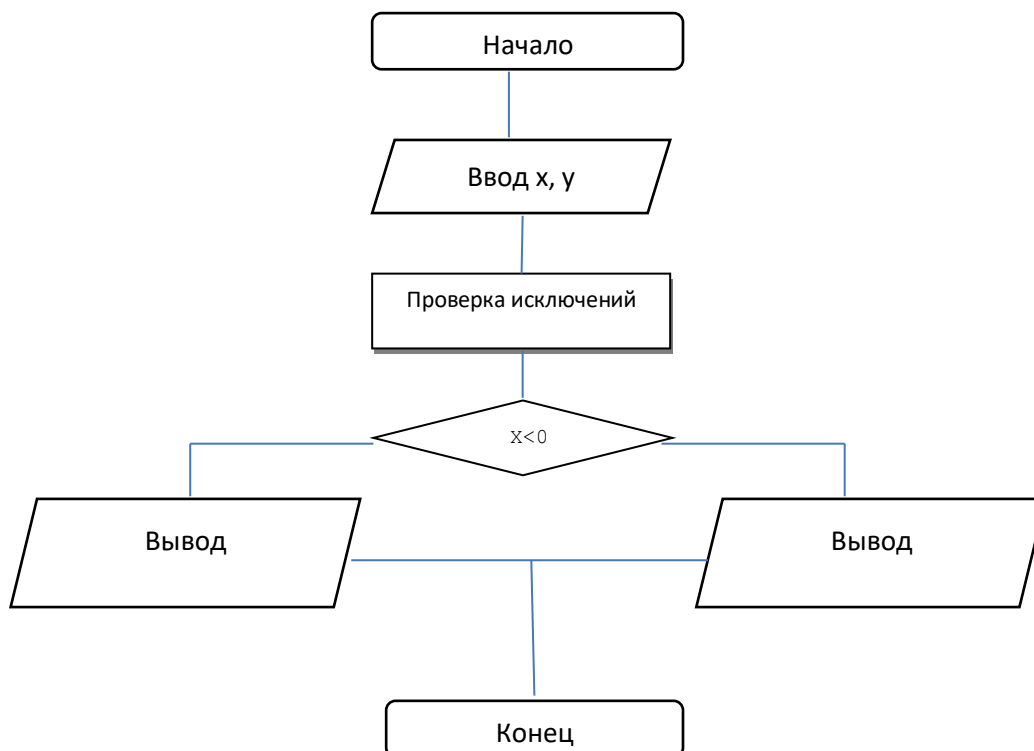 Начало
Ввод x, y
Проверка исключений
X<0
Вывод
Вывод
Конец